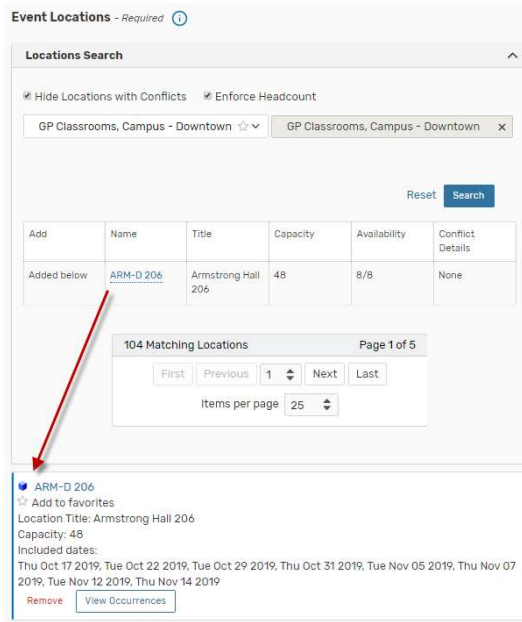 Event Locations - Required
Locations Search
Hide Locations with Conflicts Enforce Headcount
GP Classrooms, Campus - Downtown GP Classrooms, Campus - Downtown x
Reset Search
Add Name Title Capacity Availability Conflict
Details
Added below ARM-D 206 Armstrong Hall 48 8/8 None
206
104 Matching Locations Page 1 of 5
First Previous 1 Next Last
Items per page 25
ARM-D 206
Add to favorites
Location Title: Armstrong Hall 206
Capacity: 48
Included dates:
Thu Oct 17 2019, Tue Oct 22 2019, Tue Oct 29 2019, Thu Oct 31 2019, Tue Nov 05 2019, Thu Nov 07
2019, Tue Nov 12 2019, Thu Nov 14 2019
Remove View Occurrences